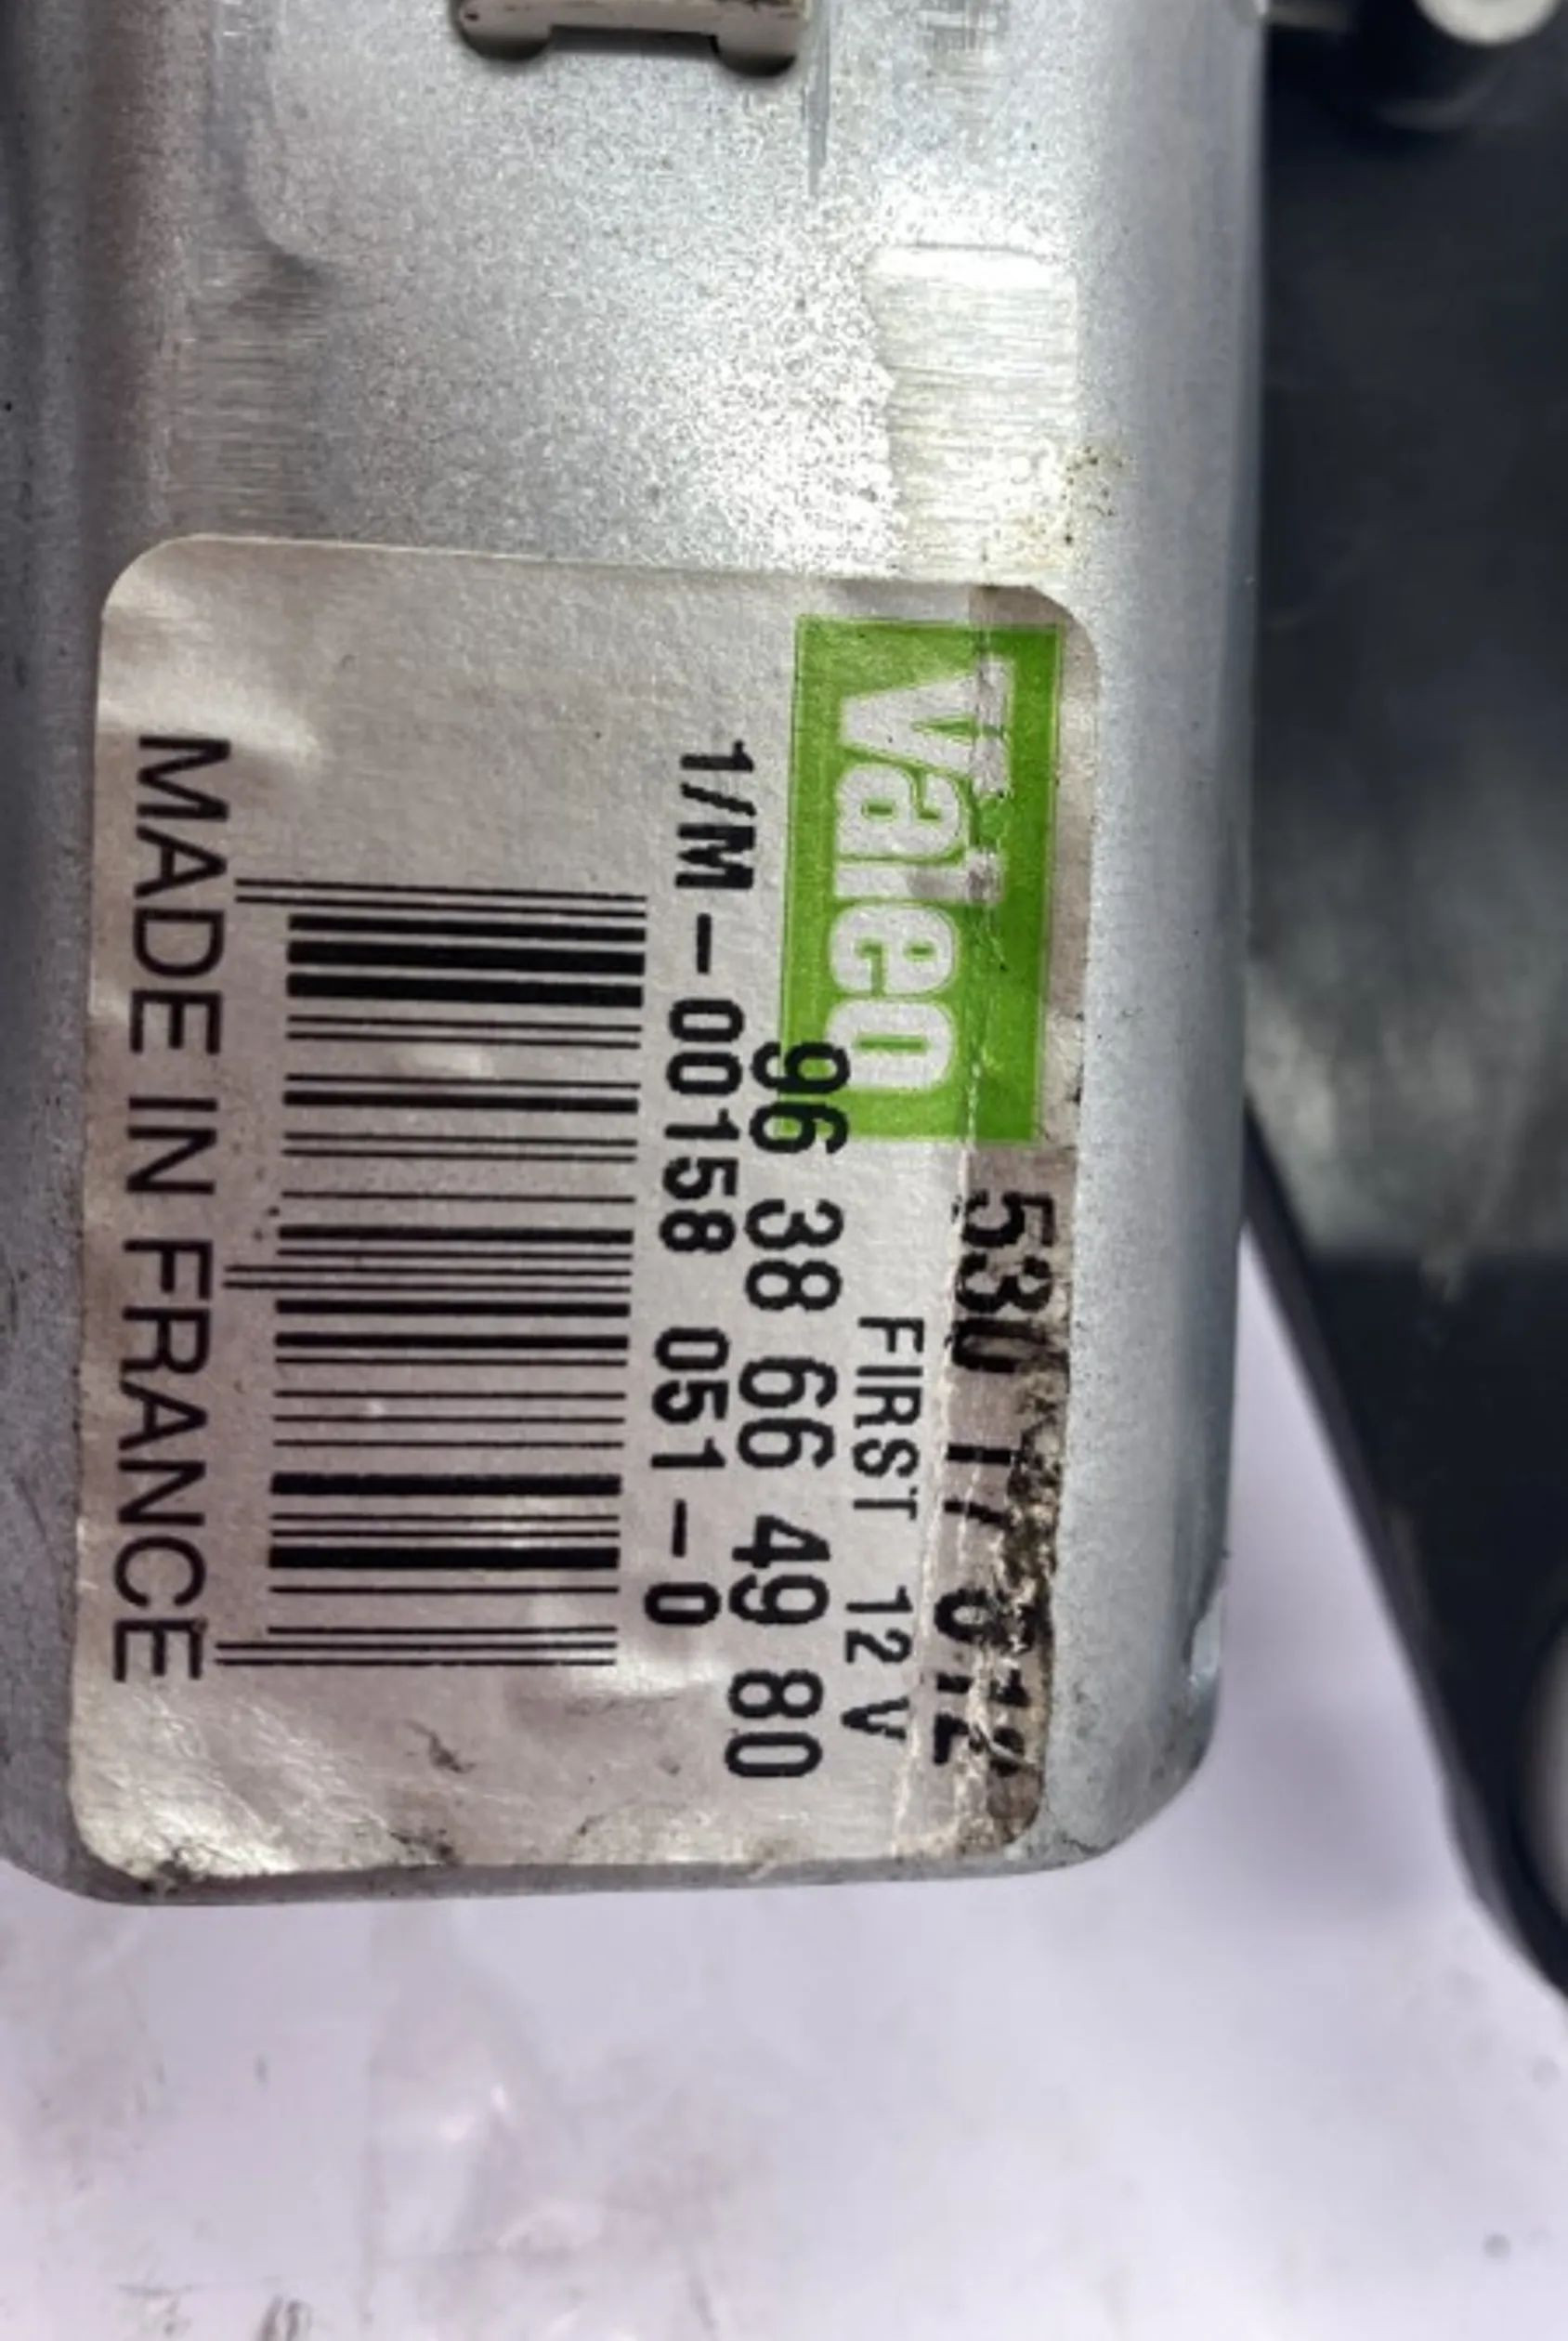 Valeo
530 17 012
FIRST 12 V
96 38 66 49 80
1/M-00158 051-0
MADE IN FRANCE